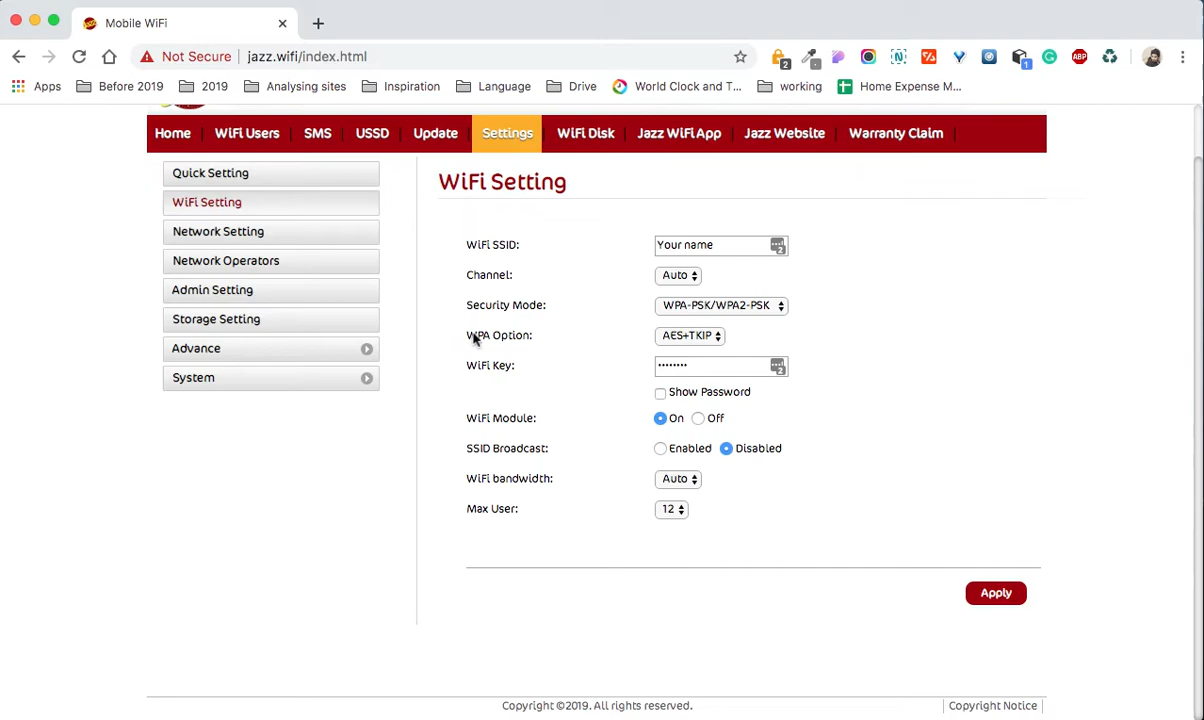 Mobile WiFi
Not Secure jazz.wifi/index.html
2
1
Apps Before 2019 2019 Analysing sites Inspiration Language Drive World Clock and T... working Home Expense M...
Home WiFi Users SMS USSD Update Settings WiFi Disk Jazz WiFi App Jazz Website Warranty Claim
Quick Setting
WiFi Setting
Network Setting
Network Operators
Admin Setting
Storage Setting
Advance
System
WiFi Setting
WiFi SSID: Your name 2
Channel: Auto
Security Mode: WPA-PSK/WPA2-PSK
WPA Option: AES+TKIP
WiFi Key: •••••••• 2
Show Password
WiFi Module: On Off
SSID Broadcast: Enabled Disabled
WiFi bandwidth: Auto
Max User: 12
Apply
Copyright ©2019. All rights reserved. Copyright Notice